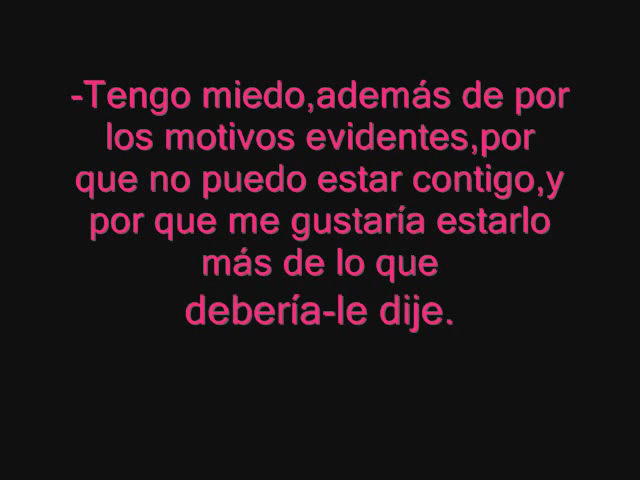 -Tengo miedo,además de por
los motivos evidentes,por
que no puedo estar contigo,y
por que me gustaría estarlo
más de lo que
debería-le dije.